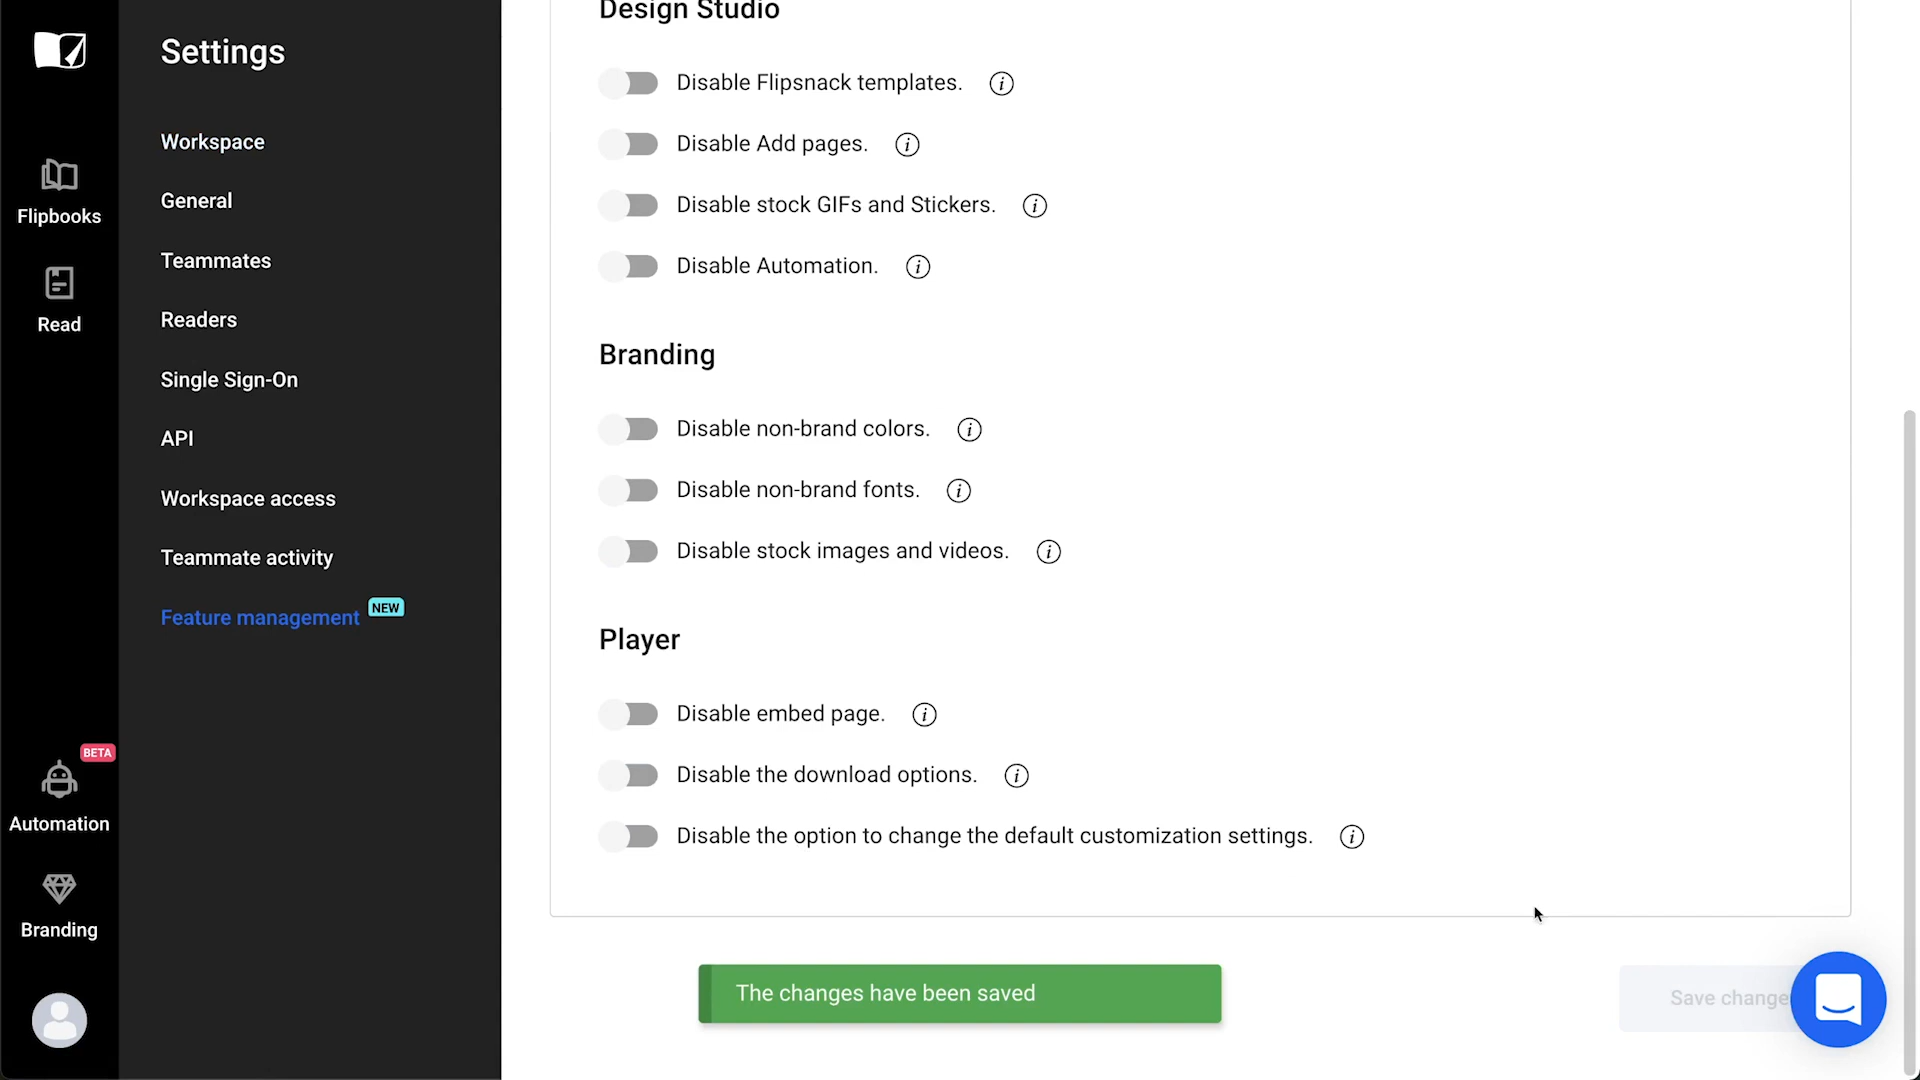 Flipbooks
Read
BETA
Automation
Branding
Settings
Workspace
General
Teammates
Readers
Single Sign-On
API
Workspace access
Teammate activity
Feature management NEW
Design Studio
Disable Flipsnack templates. i
Disable Add pages. i
Disable stock GIFs and Stickers. i
Disable Automation. i
Branding
Disable non-brand colors. i
Disable non-brand fonts. i
Disable stock images and videos. i
Player
Disable embed page. i
Disable the download options. i
Disable the option to change the default customization settings. i
The changes have been saved
Save change